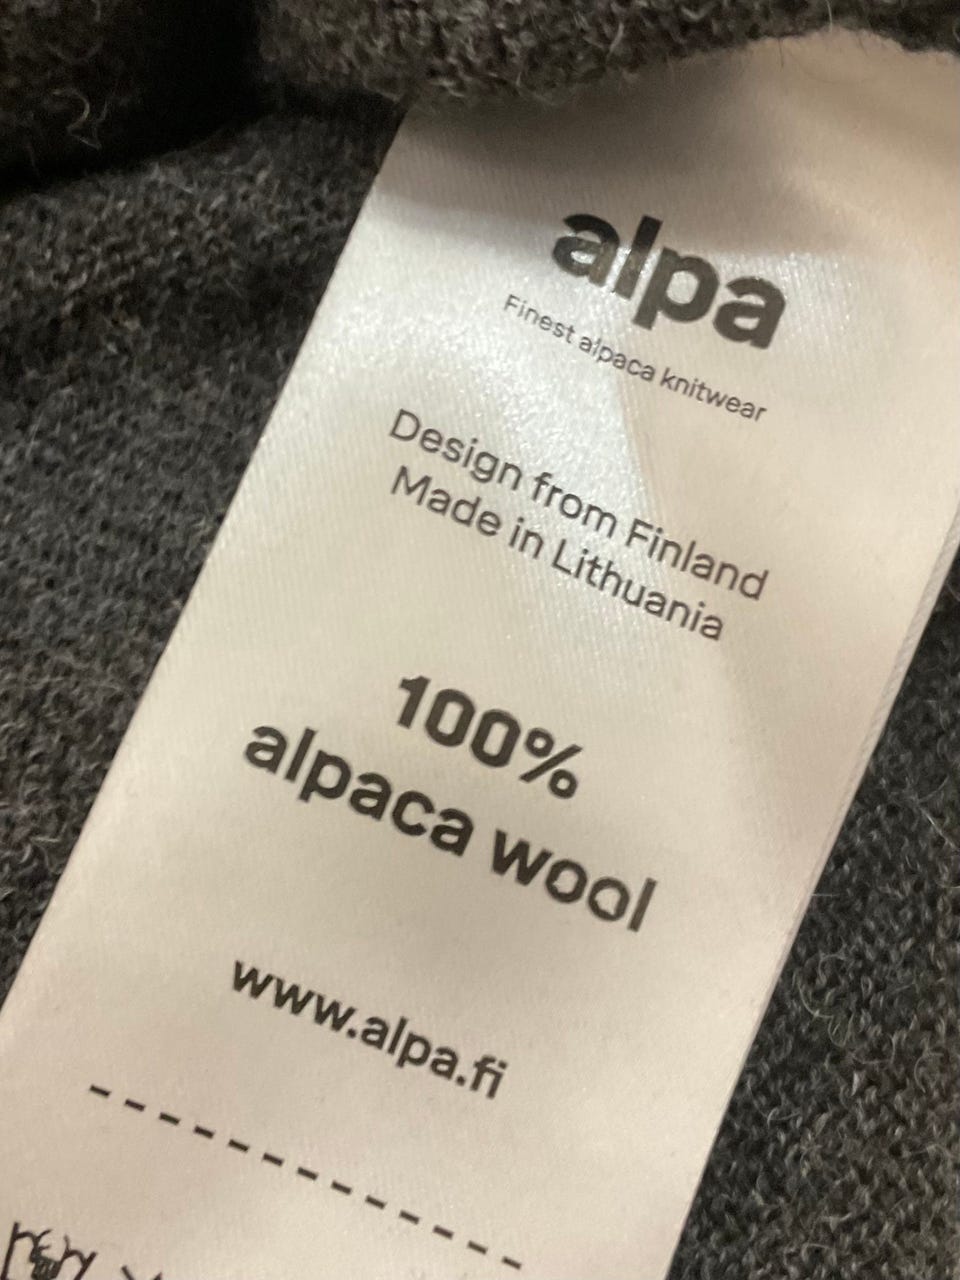 alpa
Finest alpaca knitwear
Design from Finland
Made in Lithuania
100%
alpaca wool
www.alpa.fi